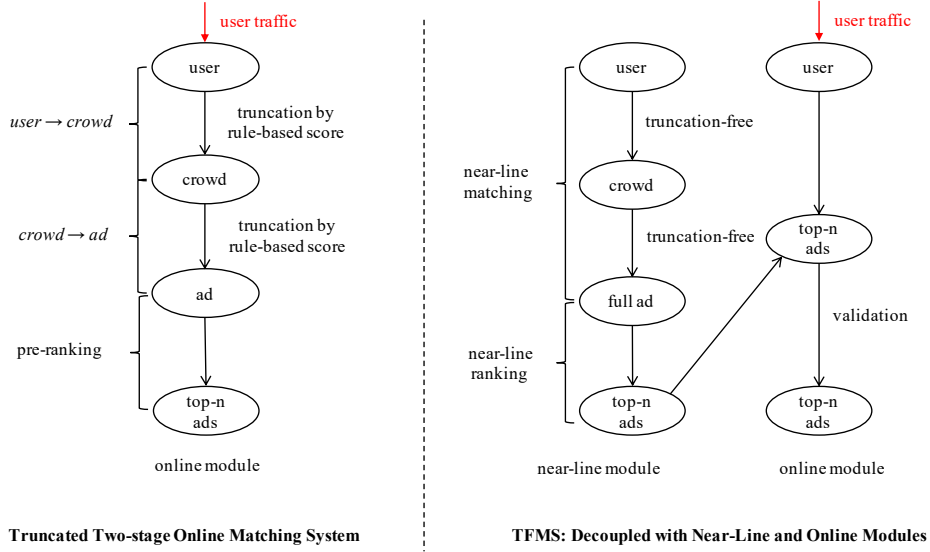 user traffic
user
user → crowd
truncation by
rule-based score
crowd
crowd → ad
truncation by
rule-based score
ad
pre-ranking
top-n
ads
online module
Truncated Two-stage Online Matching System
user traffic
user
user
truncation-free
near-line
matching
crowd
truncation-free
top-n
ads
full ad
validation
near-line
ranking
top-n
ads
top-n
ads
near-line module
online module
TFMS: Decoupled with Near-Line and Online Modules